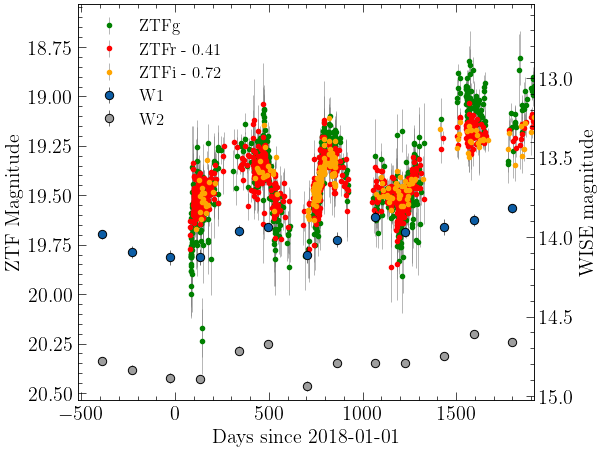 ZTFg
ZTFr - 0.41
ZTFi - 0.72
W1
W2
18.75
19.00
19.25
19.50
19.75
20.00
20.25
20.50
ZTF Magnitude
13.0
13.5
14.0
14.5
15.0
WISE magnitude
−500
0
500
1000
1500
Days since 2018-01-01